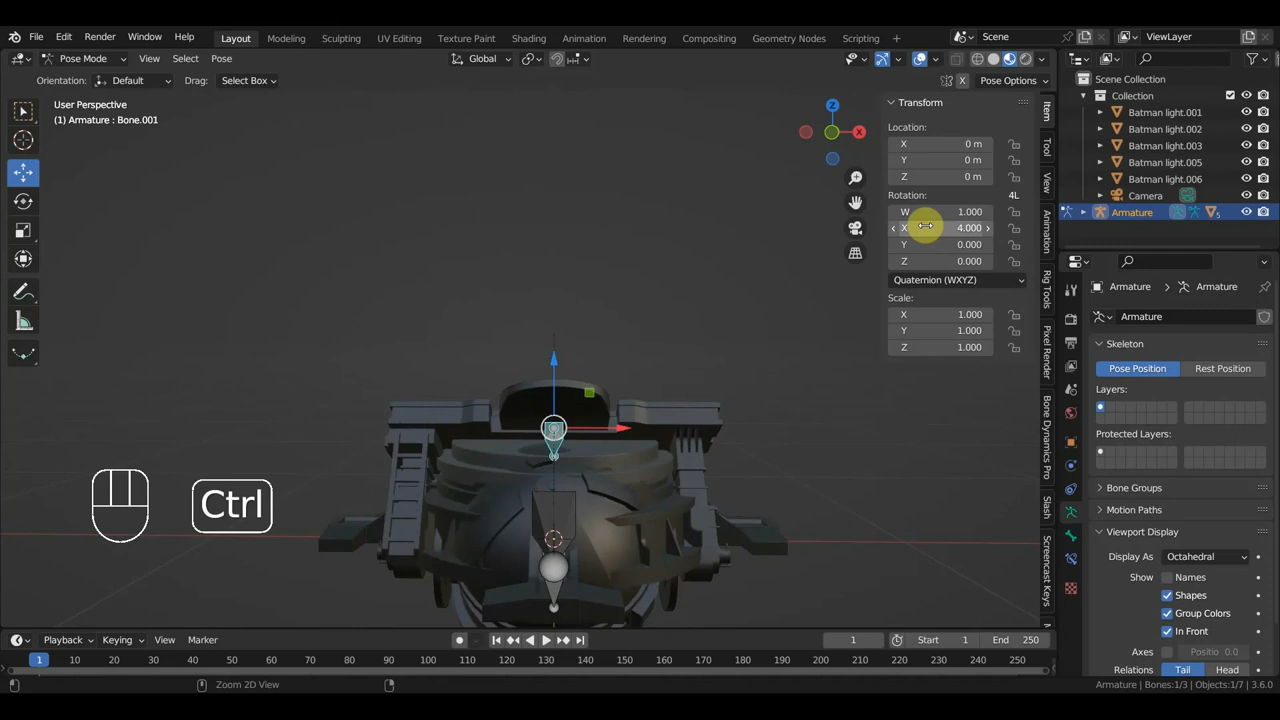 File Edit Render Window Help Layout Modeling Sculpting UV Editing Texture Paint Shading Animation Rendering Compositing Geometry Nodes Scripting + Scene ViewLayer
Pose Mode View Select Pose Global
Orientation: Default Drag: Select Box X Pose Options
User Perspective
(1) Armature : Bone.001
Z
X
Transform
Location:
X 0 m
Y 0 m
Z 0 m
Rotation: 4L
W 1.000
X 4.000
Y 0.000
Z 0.000
Quaternion (WXYZ)
Scale:
X 1.000
Y 1.000
Z 1.000
Item
Tool
View
Animation
Rig Tools
Pixel Render
Bone Dynamics Pro
Slash
Screencast Keys
Scene Collection
Collection
Batman light.001
Batman light.002
Batman light.003
Batman light.005
Batman light.006
Camera
Armature 5
Armature > Armature
Armature
Skeleton
Pose Position Rest Position
Layers:
Protected Layers:
Bone Groups
Motion Paths
Viewport Display
Display As Octahedral
Show Names
Shapes
Group Colors
In Front
Axes Positio 0.0
Relations Tail Head
Ctrl
Playback Keying View Marker 1 Start 1 End 250
1 10 20 30 40 50 60 70 80 90 100 110 120 130 140 150 160 170 180 190 200 210 220 230 240 250
Zoom 2D View Armature | Bones:1/3 | Objects:1/7 | 3.6.0